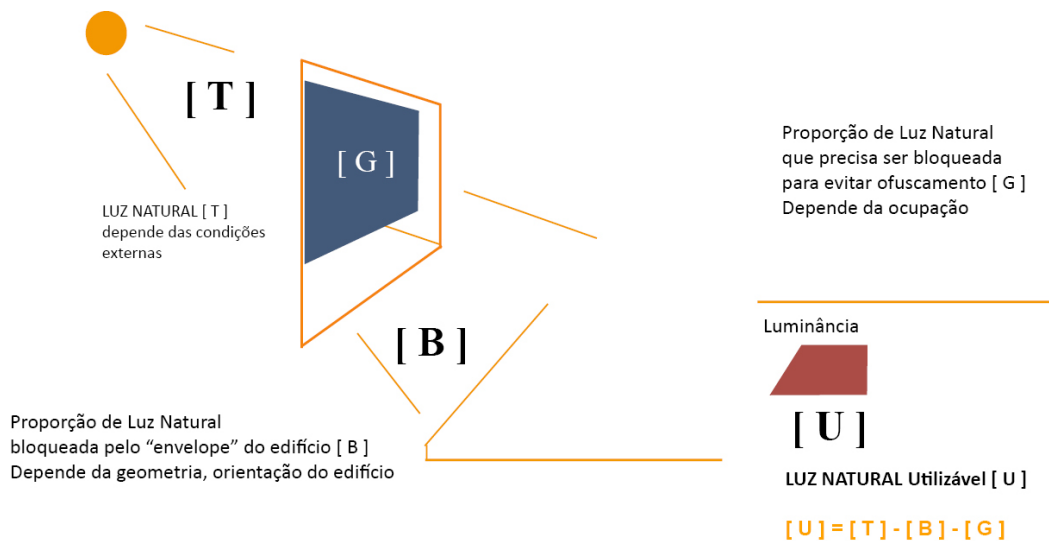 [ T ]
[ G ]
LUZ NATURAL [ T ]
depende das condições
externas
Proporção de Luz Natural
que precisa ser bloqueada
para evitar ofuscamento [ G ]
Depende da ocupação
[ B ]
Luminância
[ U ]
Proporção de Luz Natural
bloqueada pelo “envelope” do edifício [ B ]
Depende da geometria, orientação do edifício
LUZ NATURAL Utilizável [ U ]
[ U ] = [ T ] - [ B ] - [ G ]